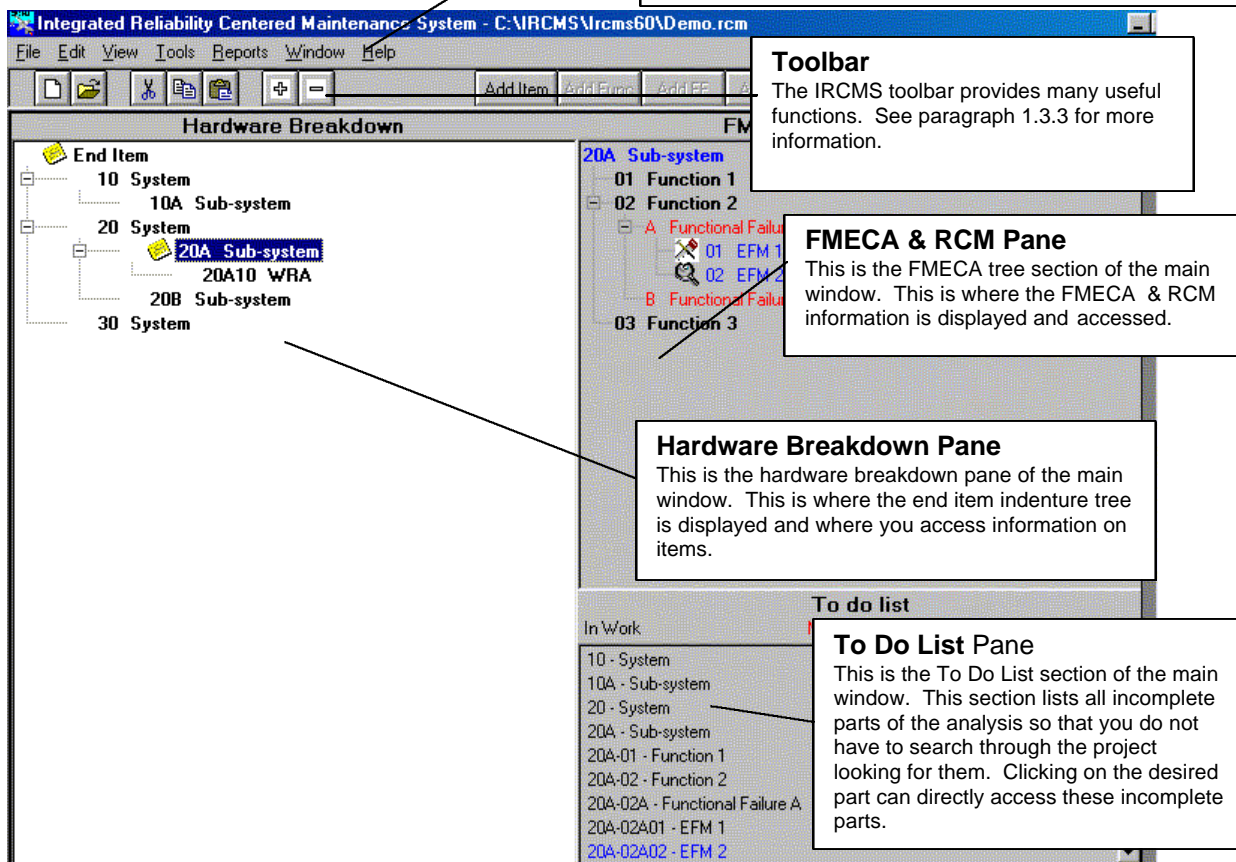 Integrated Reliability Centered Maintenance System - C:\IRCMS\Ircms60\Demo.rcm
File Edit View Tools Reports Window Help
Add Item Add Func Add FF
Toolbar
The IRCMS toolbar provides many useful
functions. See paragraph 1.3.3 for more
information.
Hardware Breakdown
End Item
10 System
10A Sub-system
20 System
20A Sub-system
20A10 WRA
20B Sub-system
30 System
FM
20A Sub-system
01 Function 1
02 Function 2
A Functional Failu
01 EFM 1
02 EFM 2
B Functional Failu
03 Function 3
FMECA & RCM Pane
This is the FMECA tree section of the main
window. This is where the FMECA & RCM
information is displayed and accessed.
Hardware Breakdown Pane
This is the hardware breakdown pane of the main
window. This is where the end item indenture tree
is displayed and where you access information on
items.
To do list
In Work
10 - System
10A - Sub-system
20 - System
20A - Sub-system
20A-01 - Function 1
20A-02 - Function 2
20A-02A - Functional Failure A
20A-02A01 - EFM 1
20A-02A02 - EFM 2
To Do List Pane
This is the To Do List section of the main
window. This section lists all incomplete
parts of the analysis so that you do not
have to search through the project
looking for them. Clicking on the desired
part can directly access these incomplete
parts.